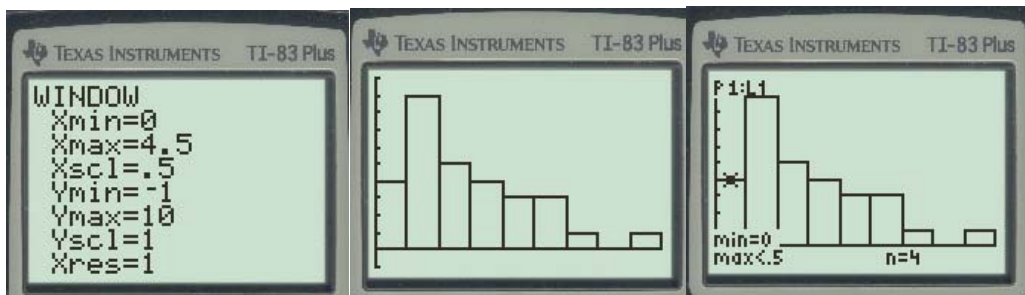 TEXAS INSTRUMENTS TI-83 Plus
WINDOW
Xmin=0
Xmax=4.5
Xscl=.5
Ymin=-1
Ymax=10
Yscl=1
Xres=1
TEXAS INSTRUMENTS TI-83 Plus
TEXAS INSTRUMENTS TI-83 Plus
P1:L1
min=0
max<.5 n=4